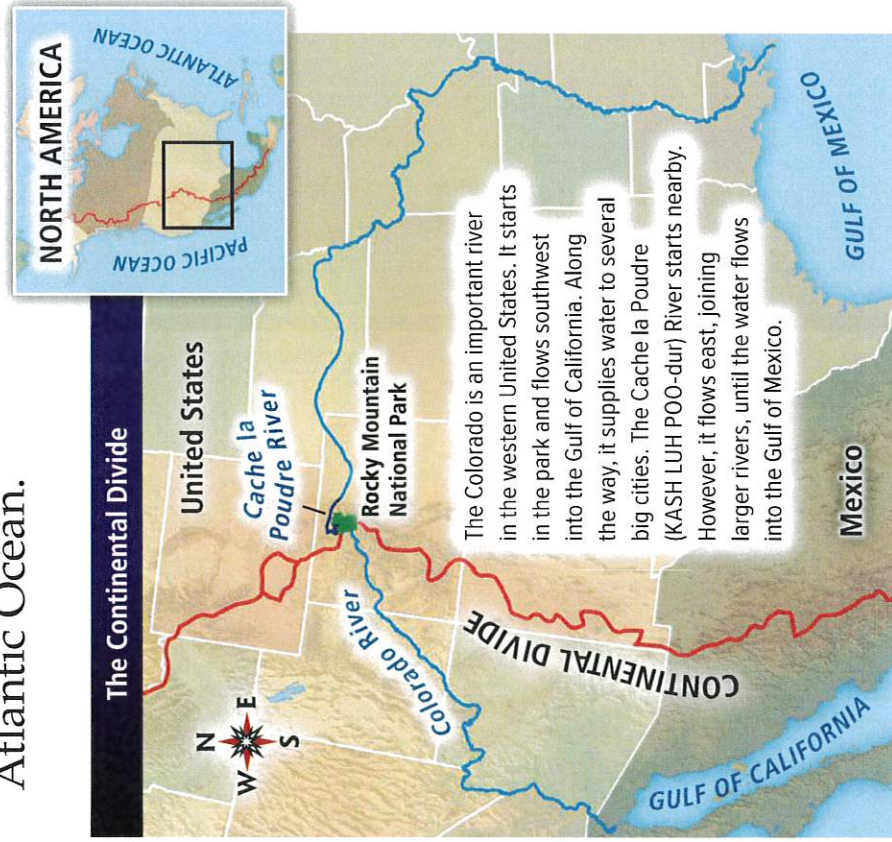 Atlantic Ocean.
The Continental Divide
NORTH AMERICA
PACIFIC OCEAN
ATLANTIC OCEAN
N
W E
S
United States
Cache la
Poudre River
Rocky Mountain
National Park
Colorado River
CONTINENTAL DIVIDE
The Colorado is an important river
in the western United States. It starts
in the park and flows southwest
into the Gulf of California. Along
the way, it supplies water to several
big cities. The Cache la Poudre
(KASH LUH POO-dur) River starts nearby.
However, it flows east, joining
larger rivers, until the water flows
into the Gulf of Mexico.
Mexico
GULF OF CALIFORNIA
GULF OF MEXICO